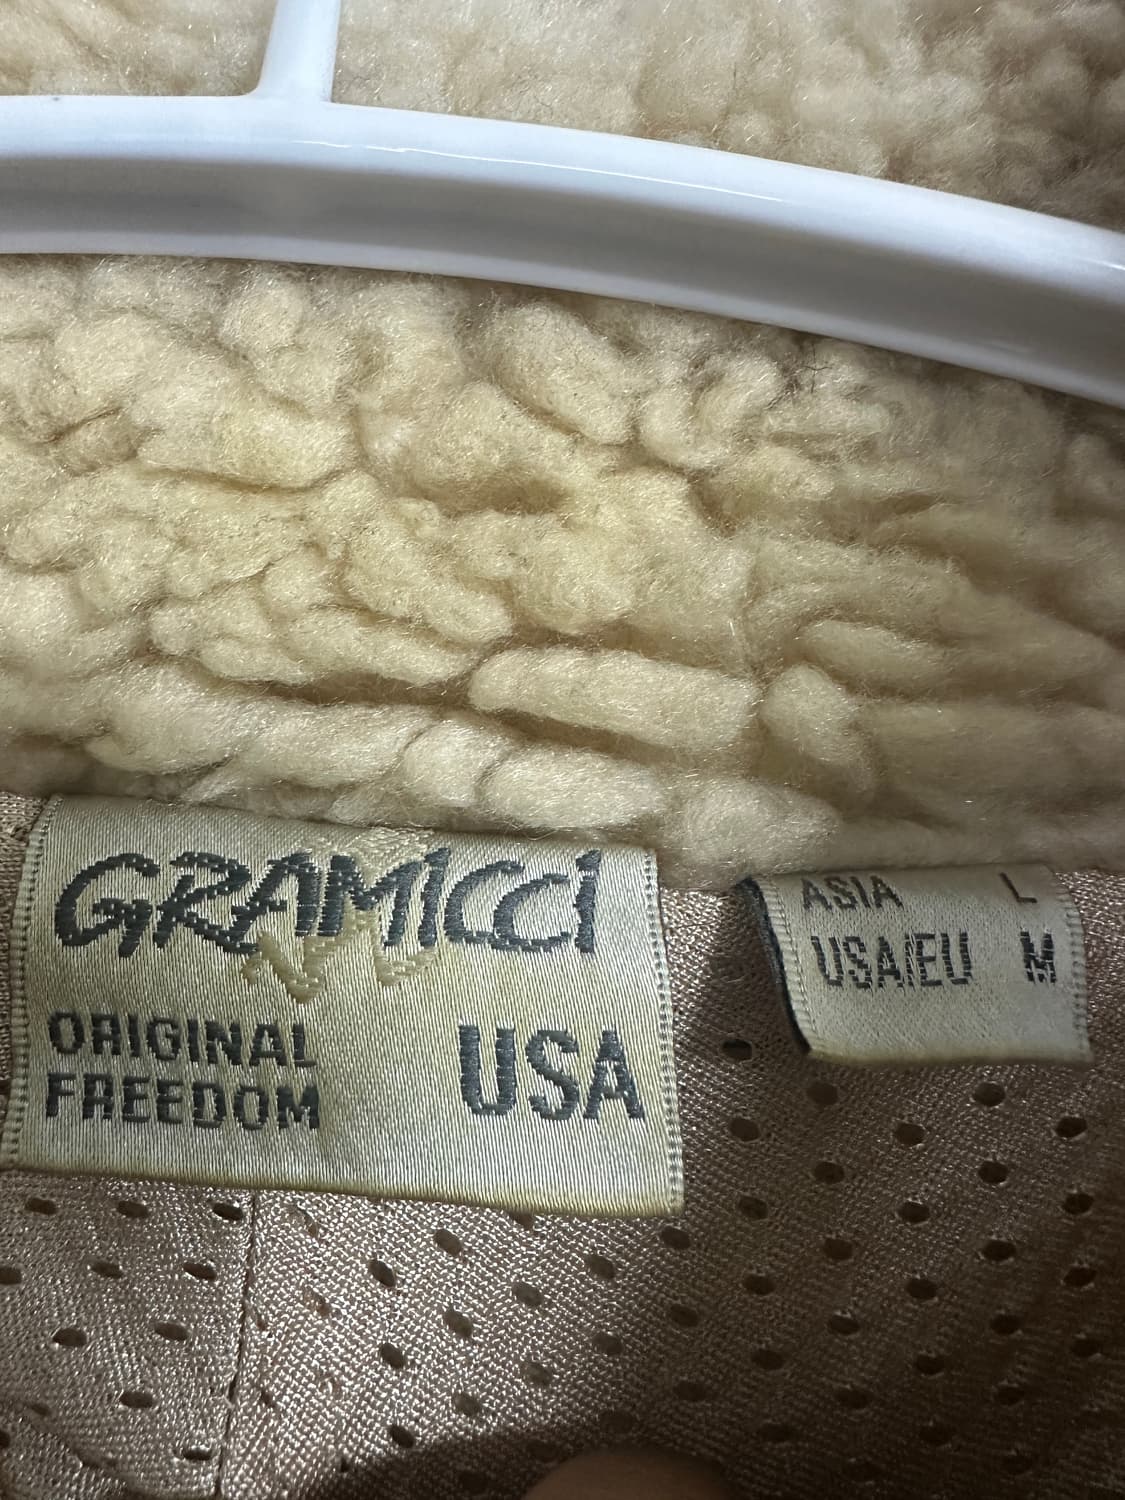 GRAMICCI
ORIGINAL
FREEDOM
USA
ASIA L
USA/EU M